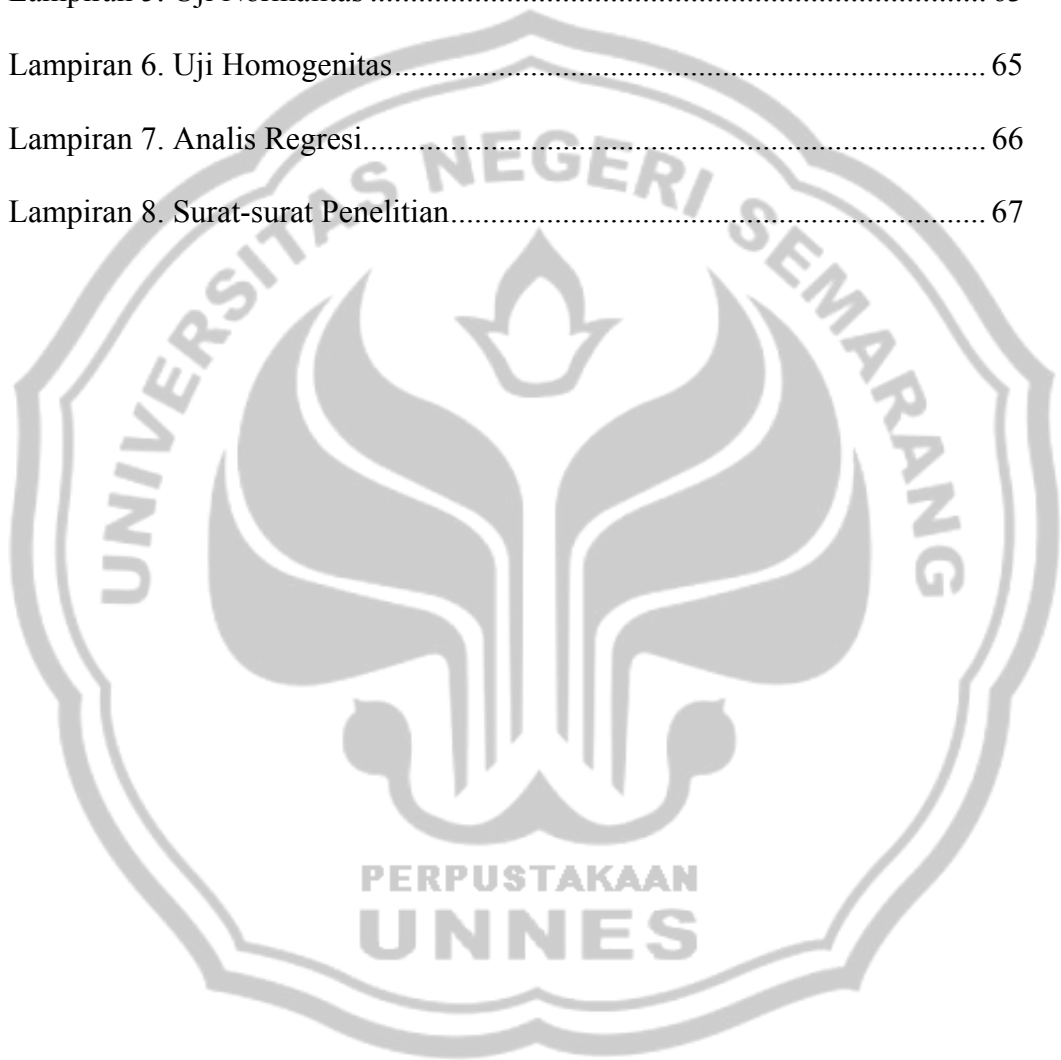 Lampiran 6. Uji Homogenitas........................................................................... 65
Lampiran 7. Analis Regresi............................................................................... 66
Lampiran 8. Surat-surat Penelitian.................................................................... 67
UNIVERSITAS NEGERI SEMARANG
PERPUSTAKAAN
UNNES